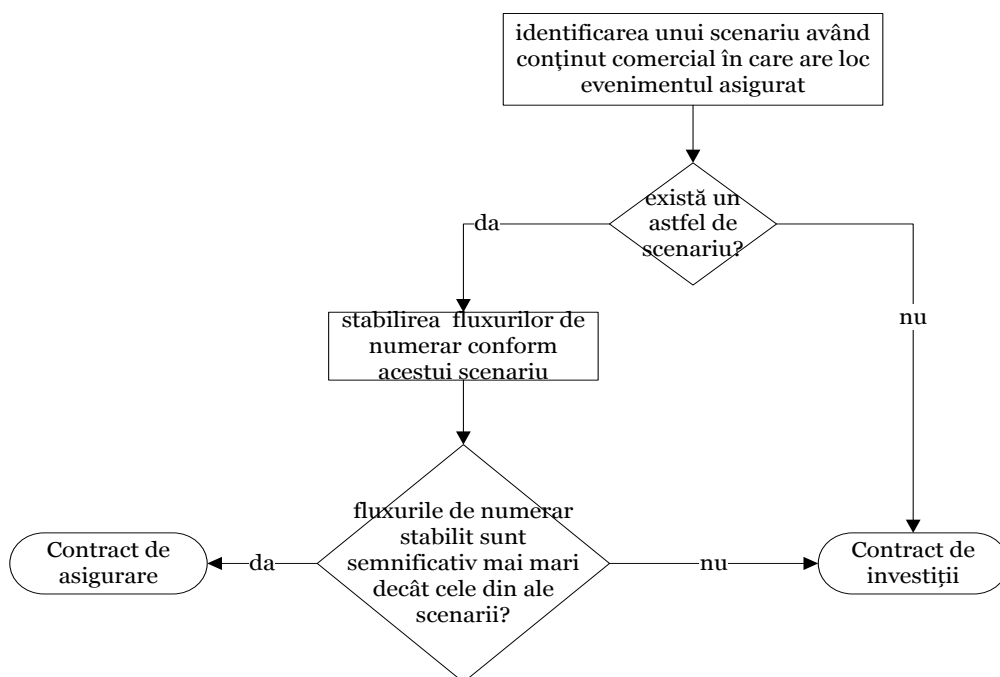 identificarea unui scenariu având
conținut comercial în care are loc
evenimentul asigurat
există un
astfel de
scenariu?
da
nu
stabilirea fluxurilor de
numerar conform
acestui scenariu
fluxurile de numerar
stabilit sunt
semnificativ mai mari
decât cele din ale
scenarii?
da
nu
Contract de
asigurare
Contract de
investiții